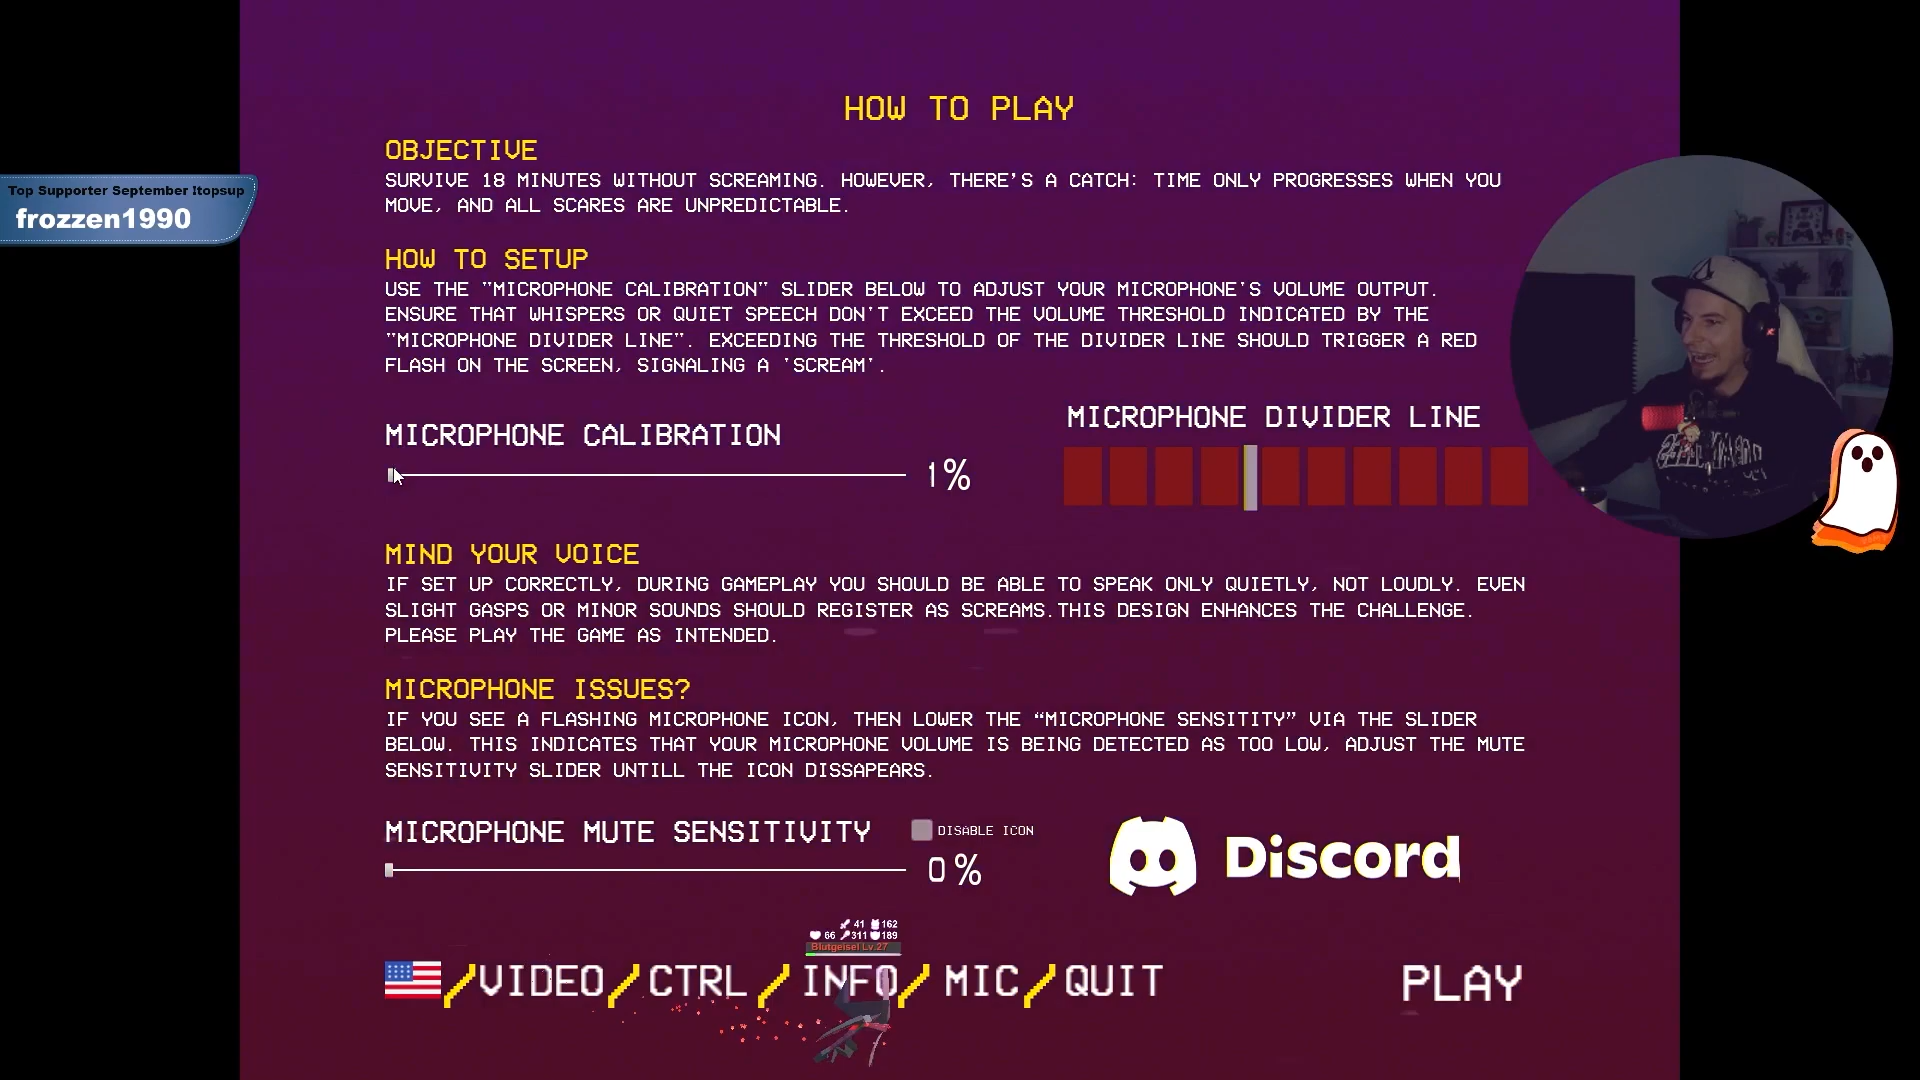 HOW TO PLAY
OBJECTIVE
SURVIVE 18 MINUTES WITHOUT SCREAMING. HOWEVER, THERE'S A CATCH: TIME ONLY PROGRESSES WHEN YOU
MOVE, AND ALL SCARES ARE UNPREDICTABLE.
Top Supporter September Itopsup
frozzen1990
HOW TO SETUP
USE THE "MICROPHONE CALIBRATION" SLIDER BELOW TO ADJUST YOUR MICROPHONE'S VOLUME OUTPUT.
ENSURE THAT WHISPERS OR QUIET SPEECH DON'T EXCEED THE VOLUME THRESHOLD INDICATED BY THE
"MICROPHONE DIVIDER LINE". EXCEEDING THE THRESHOLD OF THE DIVIDER LINE SHOULD TRIGGER A RED
FLASH ON THE SCREEN, SIGNALING A 'SCREAM'.
MICROPHONE CALIBRATION
1%
MICROPHONE DIVIDER LINE
MIND YOUR VOICE
IF SET UP CORRECTLY, DURING GAMEPLAY YOU SHOULD BE ABLE TO SPEAK ONLY QUIETLY, NOT LOUDLY. EVEN
SLIGHT GASPS OR MINOR SOUNDS SHOULD REGISTER AS SCREAMS.THIS DESIGN ENHANCES THE CHALLENGE.
PLEASE PLAY THE GAME AS INTENDED.
MICROPHONE ISSUES?
IF YOU SEE A FLASHING MICROPHONE ICON, THEN LOWER THE “MICROPHONE SENSITITY” VIA THE SLIDER
BELOW. THIS INDICATES THAT YOUR MICROPHONE VOLUME IS BEING DETECTED AS TOO LOW, ADJUST THE MUTE
SENSITIVITY SLIDER UNTILL THE ICON DISSAPEARS.
MICROPHONE MUTE SENSITIVITY
DISABLE ICON
0%
Discord
41 162
66 311 189
Blutgeisel Lv.27
VIDEO / CTRL / INFO / MIC / QUIT
PLAY